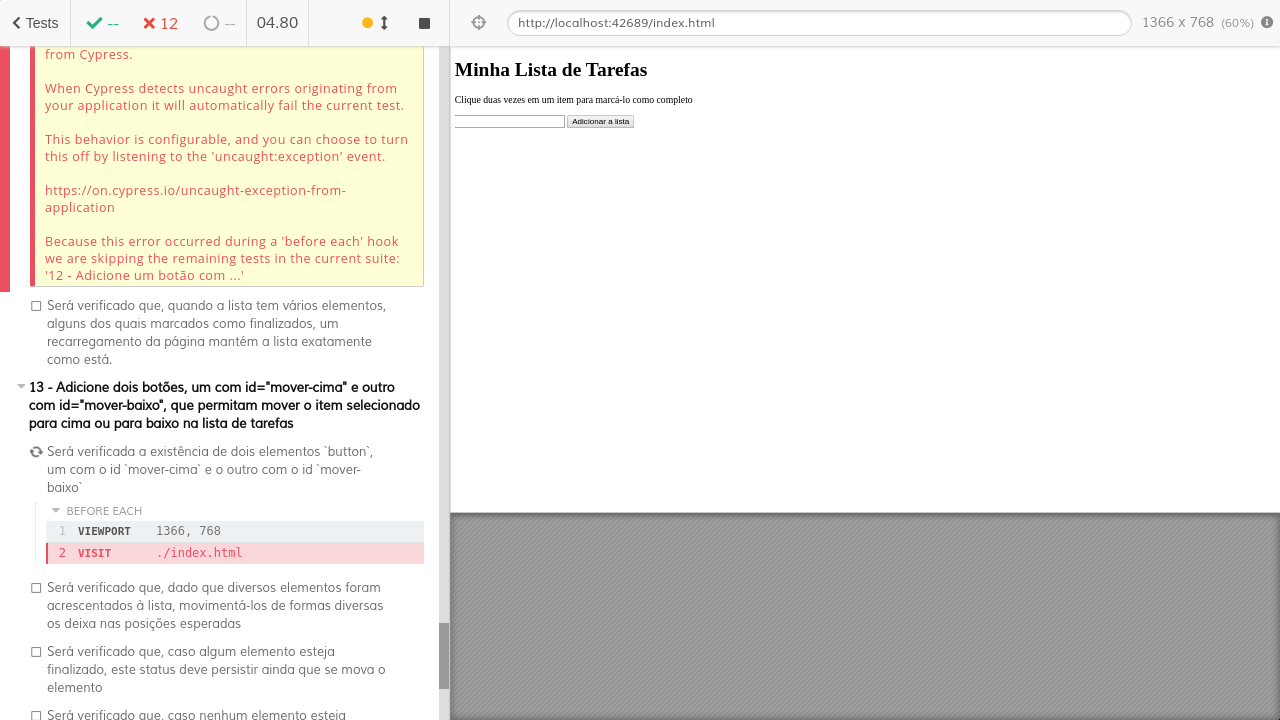 Tests
--
12
--
04.80
http://localhost:42689/index.html
1366 x 768 (60%)
from Cypress.
When Cypress detects uncaught errors originating from
your application it will automatically fail the current test.
This behavior is configurable, and you can choose to turn
this off by listening to the 'uncaught:exception' event.
https://on.cypress.io/uncaught-exception-from-
application
Because this error occurred during a 'before each' hook
we are skipping the remaining tests in the current suite:
'12 - Adicione um botão com ...'
Será verificado que, quando a lista tem vários elementos,
alguns dos quais marcados como finalizados, um
recarregamento da página mantém a lista exatamente
como está.
13 - Adicione dois botões, um com id="mover-cima" e outro
com id="mover-baixo", que permitam mover o item selecionado
para cima ou para baixo na lista de tarefas
Será verificada a existência de dois elementos `button`,
um com o id `mover-cima` e o outro com o id `mover-
baixo`
BEFORE EACH
1 VIEWPORT 1366, 768
2 VISIT ./index.html
Será verificado que, dado que diversos elementos foram
acrescentados à lista, movimentá-los de formas diversas
os deixa nas posições esperadas
Será verificado que, caso algum elemento esteja
finalizado, este status deve persistir ainda que se mova o
elemento
Será verificado que, caso nenhum elemento esteja
Minha Lista de Tarefas
Clique duas vezes em um item para marcá-lo como completo
Adicionar a lista